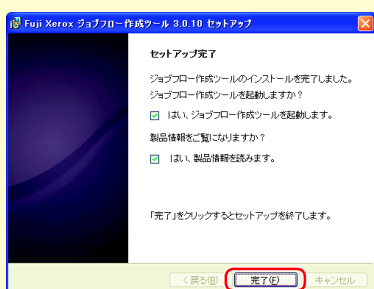 Fuji Xerox ジョブフロー作成ツール 3.0.10 セットアップ
セットアップ完了
ジョブフロー作成ツールのインストールを完了しました。
ジョブフロー作成ツールを起動しますか?
はい、ジョブフロー作成ツールを起動します。
製品情報をご覧になりますか?
はい、製品情報を読みます。
「完了」をクリックするとセットアップを終了します。
< 戻る(B) 完了(F) キャンセル